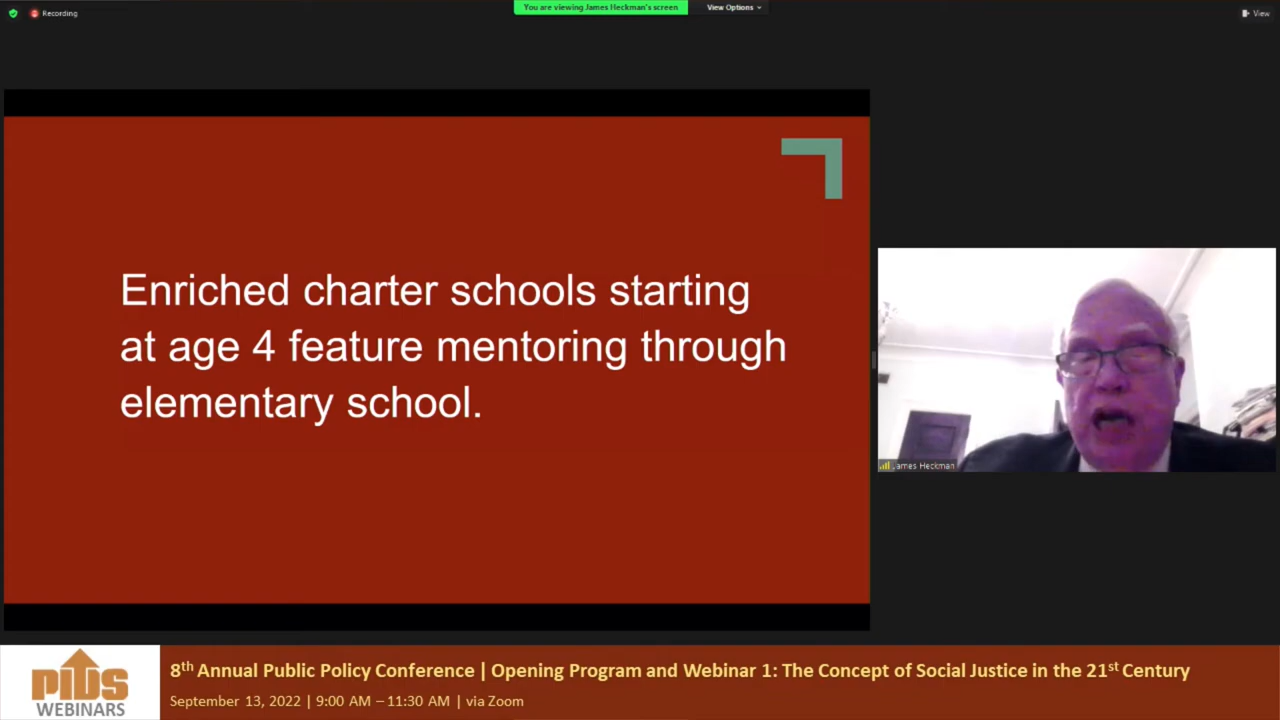 Recording
You are viewing James Heckman's screen
View Options
View
Enriched charter schools starting
at age 4 feature mentoring through
elementary school.
James Heckman
PIDS
WEBINARS
8th Annual Public Policy Conference | Opening Program and Webinar 1: The Concept of Social Justice in the 21st Century
September 13, 2022 | 9:00 AM – 11:30 AM | via Zoom